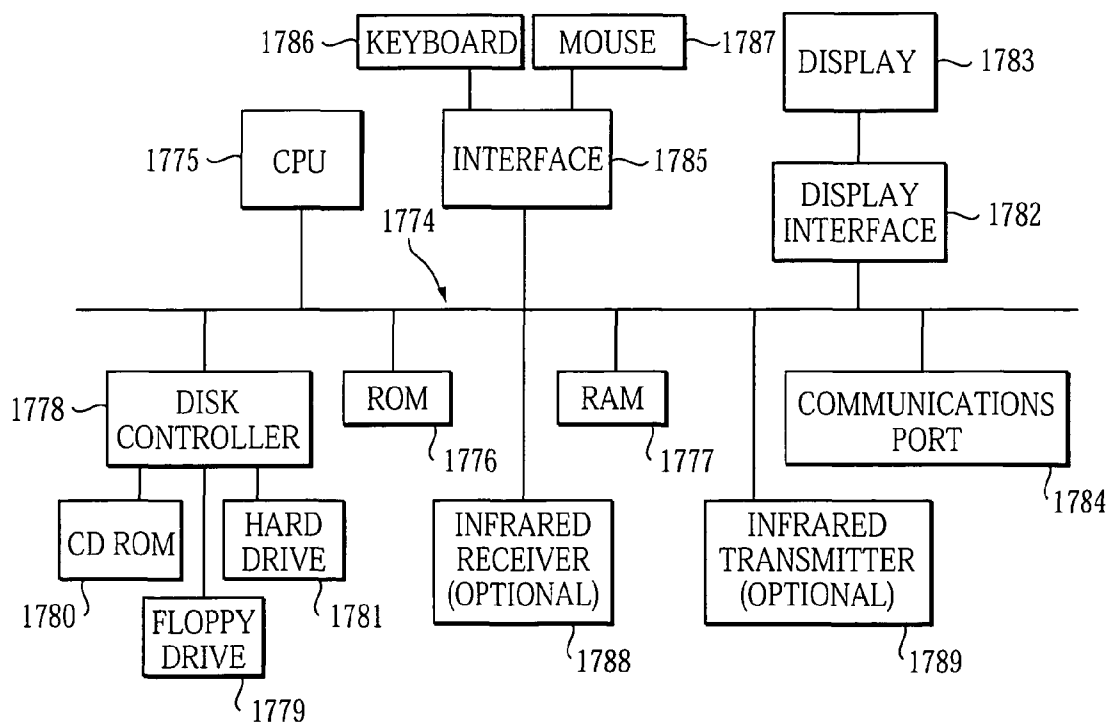 1786
KEYBOARD
MOUSE
1787
DISPLAY
1783
1775
CPU
INTERFACE
1785
DISPLAY
INTERFACE
1782
1774
1778
DISK
CONTROLLER
ROM
1776
RAM
1777
COMMUNICATIONS
PORT
1784
CD ROM
1780
HARD
DRIVE
1781
FLOPPY
DRIVE
1779
INFRARED
RECEIVER
(OPTIONAL)
1788
INFRARED
TRANSMITTER
(OPTIONAL)
1789